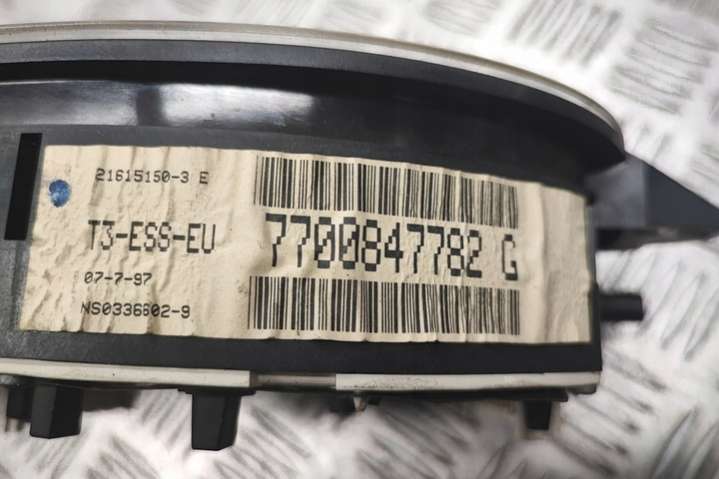 21615150-3 E
T3-ESS-EU
7700847782 G
07-7-97
NS0336602-9